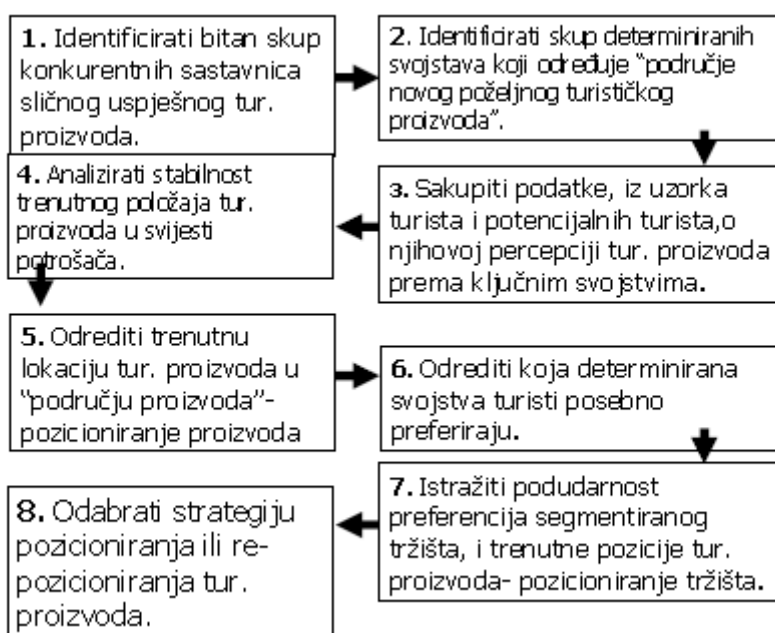 1. Identificirati bitan skup
konkurentnih sastavnica
sličnog uspješnog tur.
proizvoda.
2. Identificirati skup determiniranih
svojstava koji određuje “područje
novog poželjnog turističkog
proizvoda”.
3. Sakupiti podatke, iz uzorka
turista i potencijalnih turista,o
njihovoj percepciji tur. proizvoda
prema ključnim svojstvima.
4. Analizirati stabilnost
trenutnog položaja tur.
proizvoda u svijesti
potrošača.
5. Odrediti trenutnu
lokaciju tur. proizvoda u
“području proizvoda”-
pozicioniranje proizvoda
6. Odrediti koja determinirana
svojstva turisti posebno
preferiraju.
7. Istražiti podudarnost
preferencija segmentiranog
tržišta, i trenutne pozicije tur.
proizvoda- pozicioniranje tržišta.
8. Odabrati strategiju
pozicioniranja ili re-
pozicioniranja tur.
proizvoda.